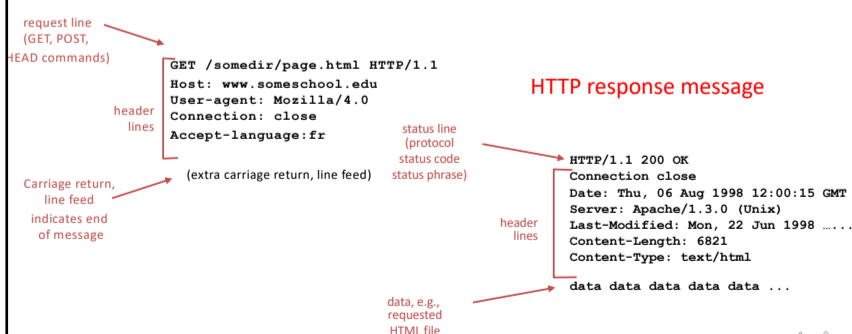 request line
(GET, POST,
HEAD commands)
GET /somedir/page.html HTTP/1.1
Host: www.someschool.edu
User-agent: Mozilla/4.0
Connection: close
Accept-language:fr
header
lines
(extra carriage return, line feed)
Carriage return,
line feed
indicates end
of message
HTTP response message
status line
(protocol
status code
status phrase)
HTTP/1.1 200 OK
Connection close
Date: Thu, 06 Aug 1998 12:00:15 GMT
Server: Apache/1.3.0 (Unix)
Last-Modified: Mon, 22 Jun 1998 …...
Content-Length: 6821
Content-Type: text/html
header
lines
data data data data data ...
data, e.g.,
requested
HTML file